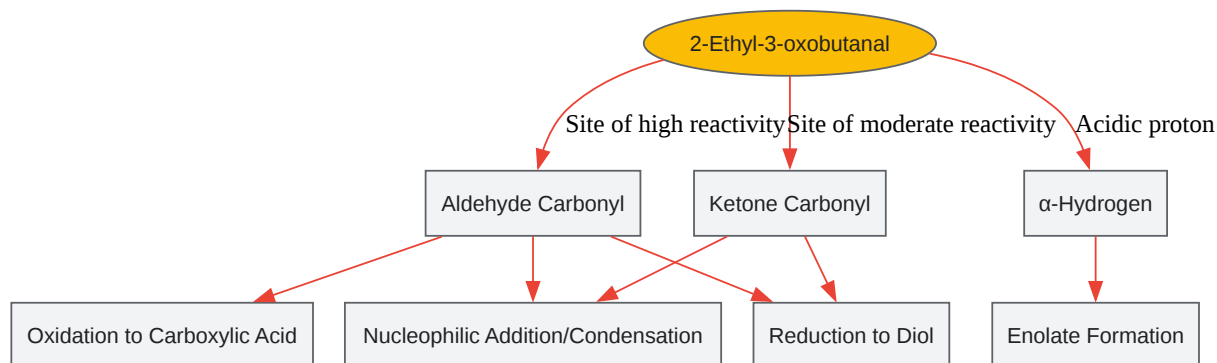 2-Ethyl-3-oxobutanal
Site of high reactivity
Site of moderate reactivity
Acidic proton
Aldehyde Carbonyl
Ketone Carbonyl
α-Hydrogen
Oxidation to Carboxylic Acid
Nucleophilic Addition/Condensation
Reduction to Diol
Enolate Formation